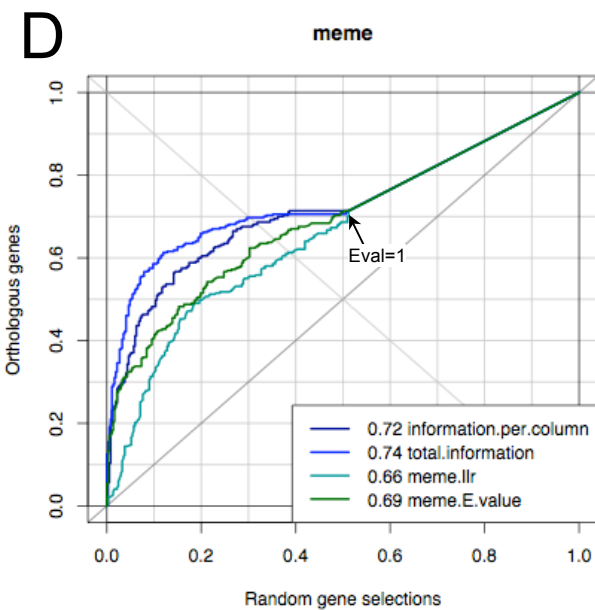 D
meme
Orthologous genes
1.0
0.8
0.6
0.4
0.2
0.0
Eval=1
0.72 information.per.column
0.74 total.information
0.66 meme.llr
0.69 meme.E.value
0.0 0.2 0.4 0.6 0.8 1.0
Random gene selections